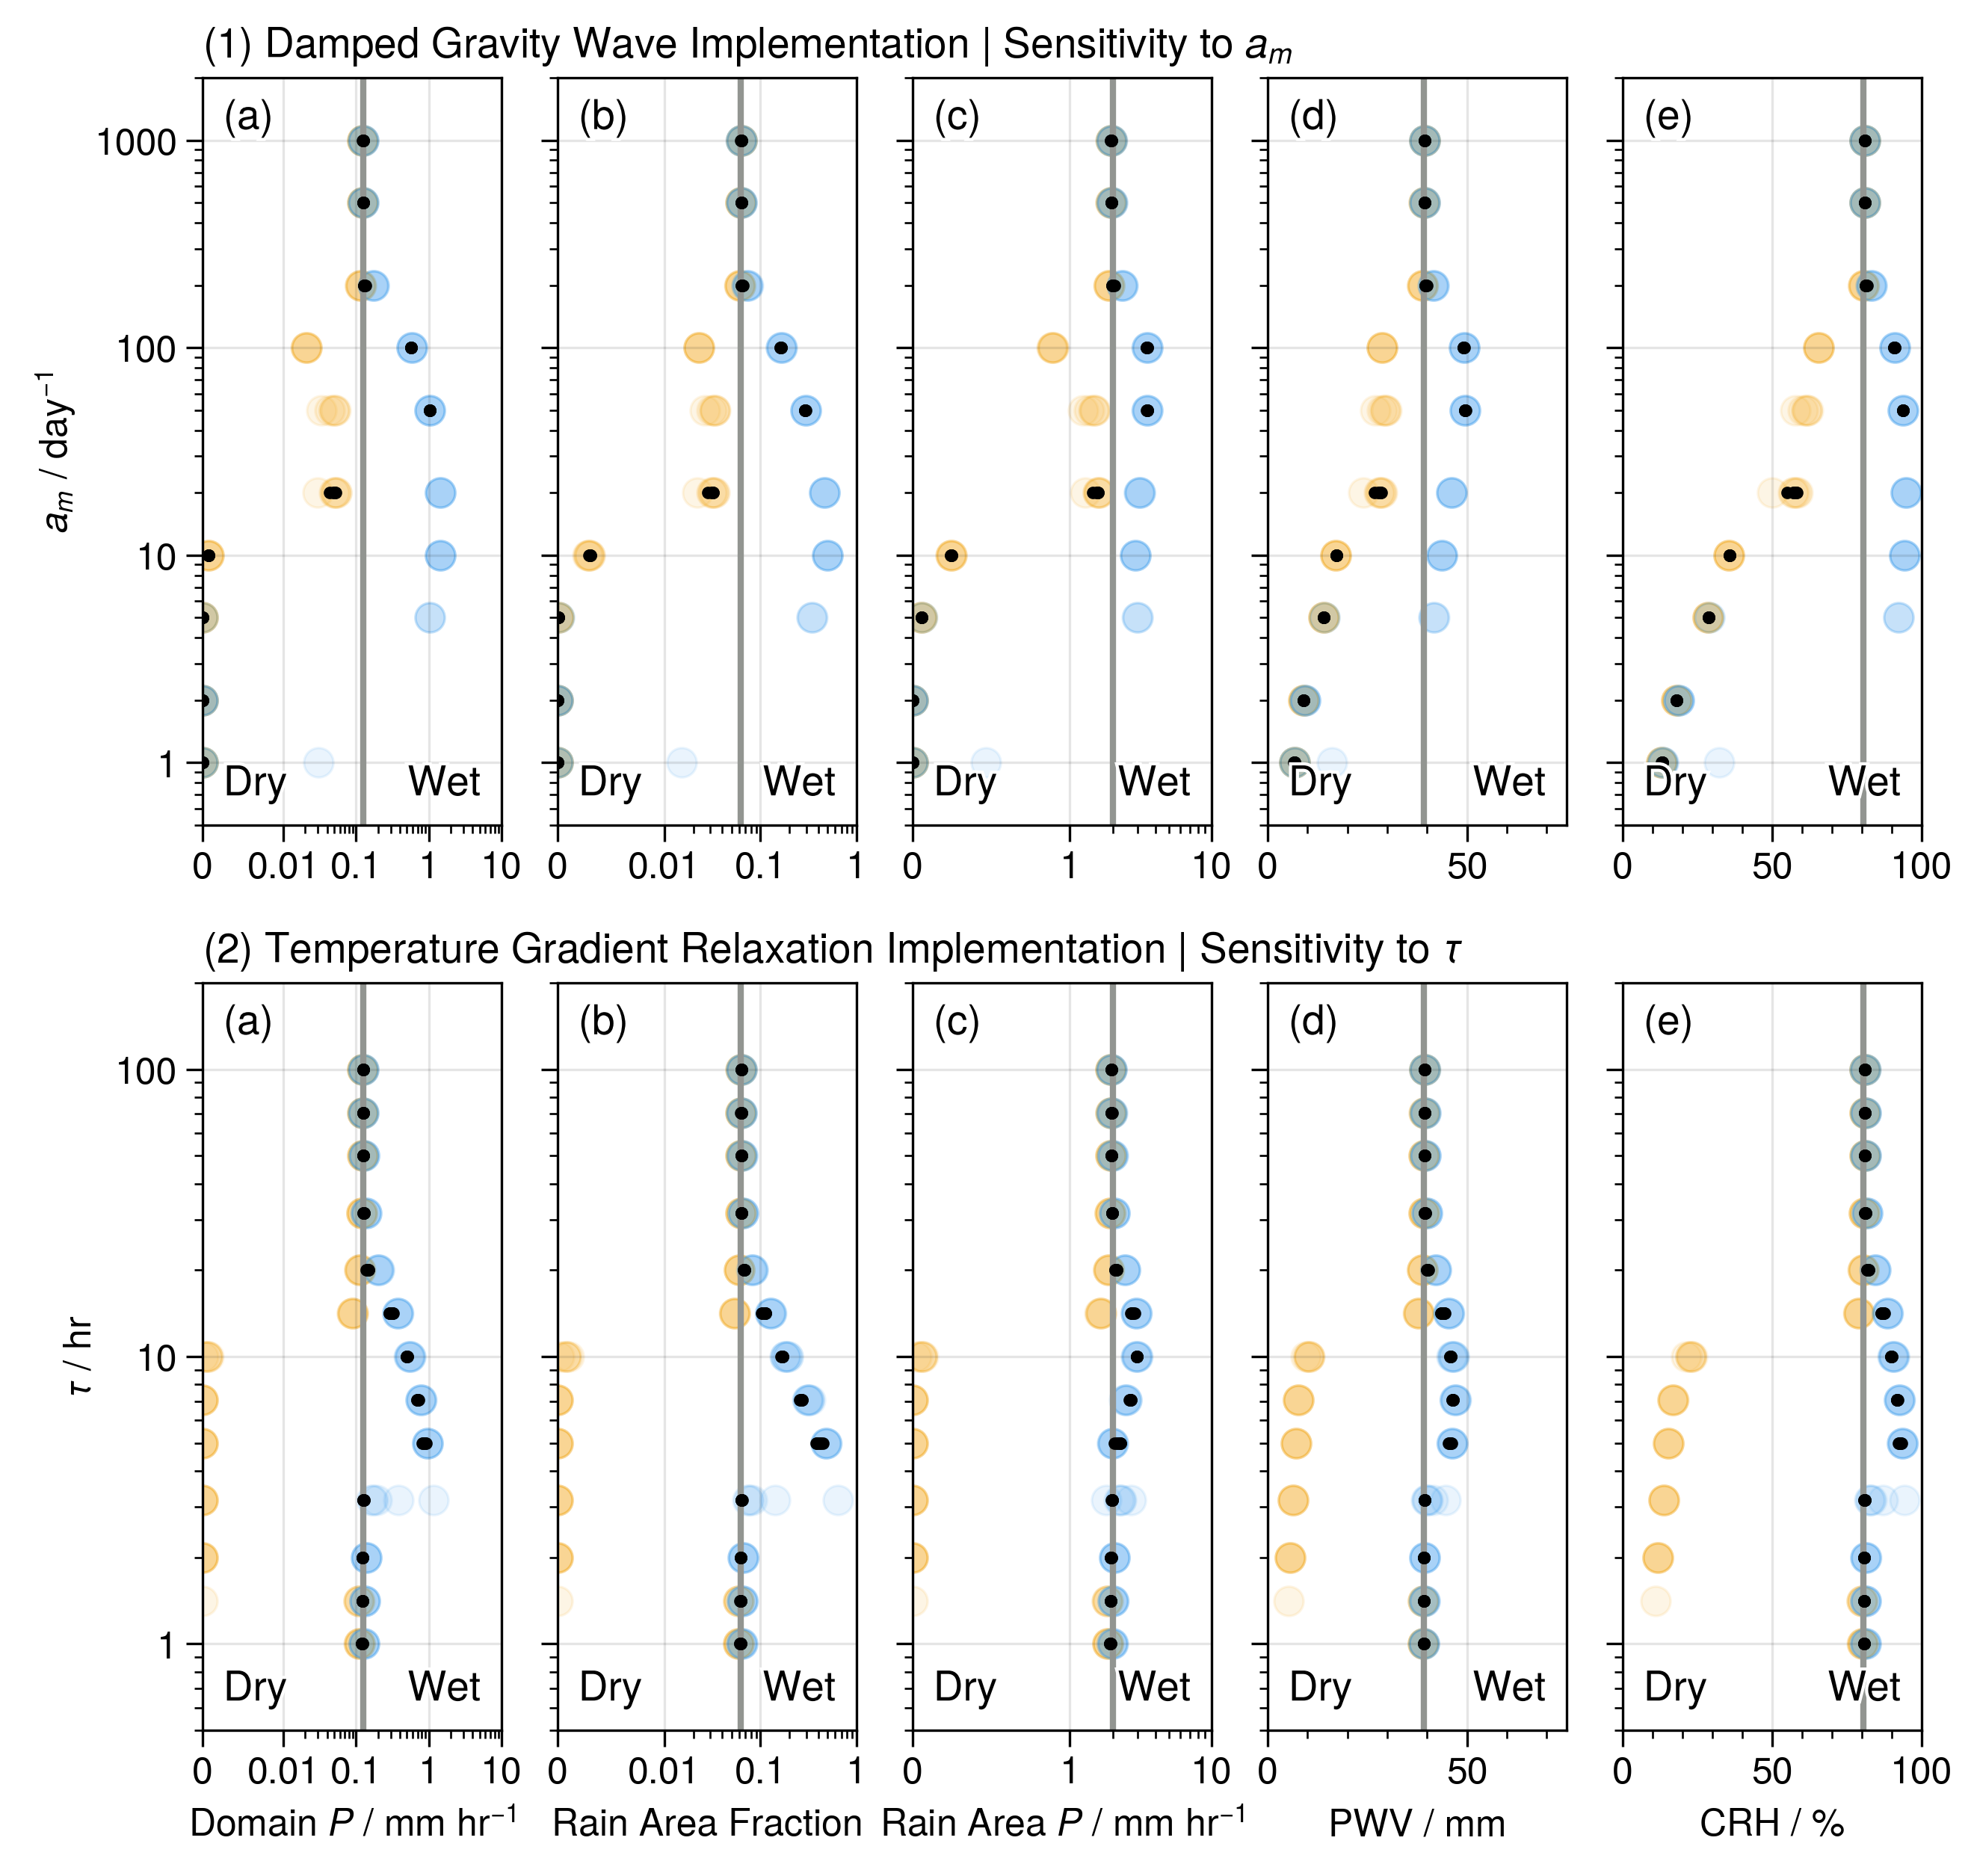 (1) Damped Gravity Wave Implementation | Sensitivity to aₘ
(a) (b) (c) (d) (e)
1000
100
10
1
aₘ / day⁻¹
Dry Wet Dry Wet Dry Wet Dry Wet Dry Wet
0 0.01 0.1 1 10 0 0.01 0.1 1 0 1 10 0 50 0 50 100
(2) Temperature Gradient Relaxation Implementation | Sensitivity to τ
(a) (b) (c) (d) (e)
100
10
1
τ / hr
Dry Wet Dry Wet Dry Wet Dry Wet Dry Wet
0 0.01 0.1 1 10 0 0.01 0.1 1 0 1 10 0 50 0 50 100
Domain P / mm hr⁻¹ Rain Area Fraction Rain Area P / mm hr⁻¹ PWV / mm CRH / %